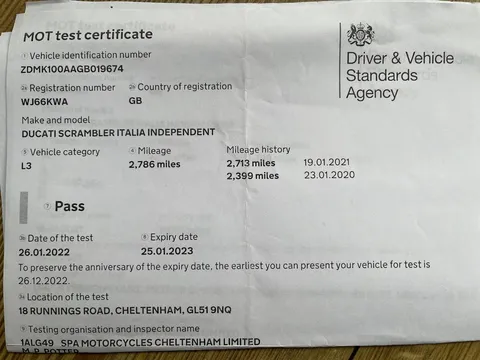 MOT test certificate
Driver & Vehicle
Standards
Agency
Vehicle identification number
ZDMK100AAGB019674
Registration number Country of registration
WJ66KWA GB
Make and model
DUCATI SCRAMBLER ITALIA INDEPENDENT
Vehicle category Mileage Mileage history
L3 2,786 miles 2,713 miles 19.01.2021
2,399 miles 23.01.2020
Pass
Date of the test Expiry date
26.01.2022 25.01.2023
To preserve the anniversary of the expiry date, the earliest you can present your vehicle for test is
26.12.2022.
Location of the test
18 RUNNINGS ROAD, CHELTENHAM, GL51 9NQ
Testing organisation and inspector name
1ALG49 SPA MOTORCYCLES CHELTENHAM LIMITED
M. R. POTTER